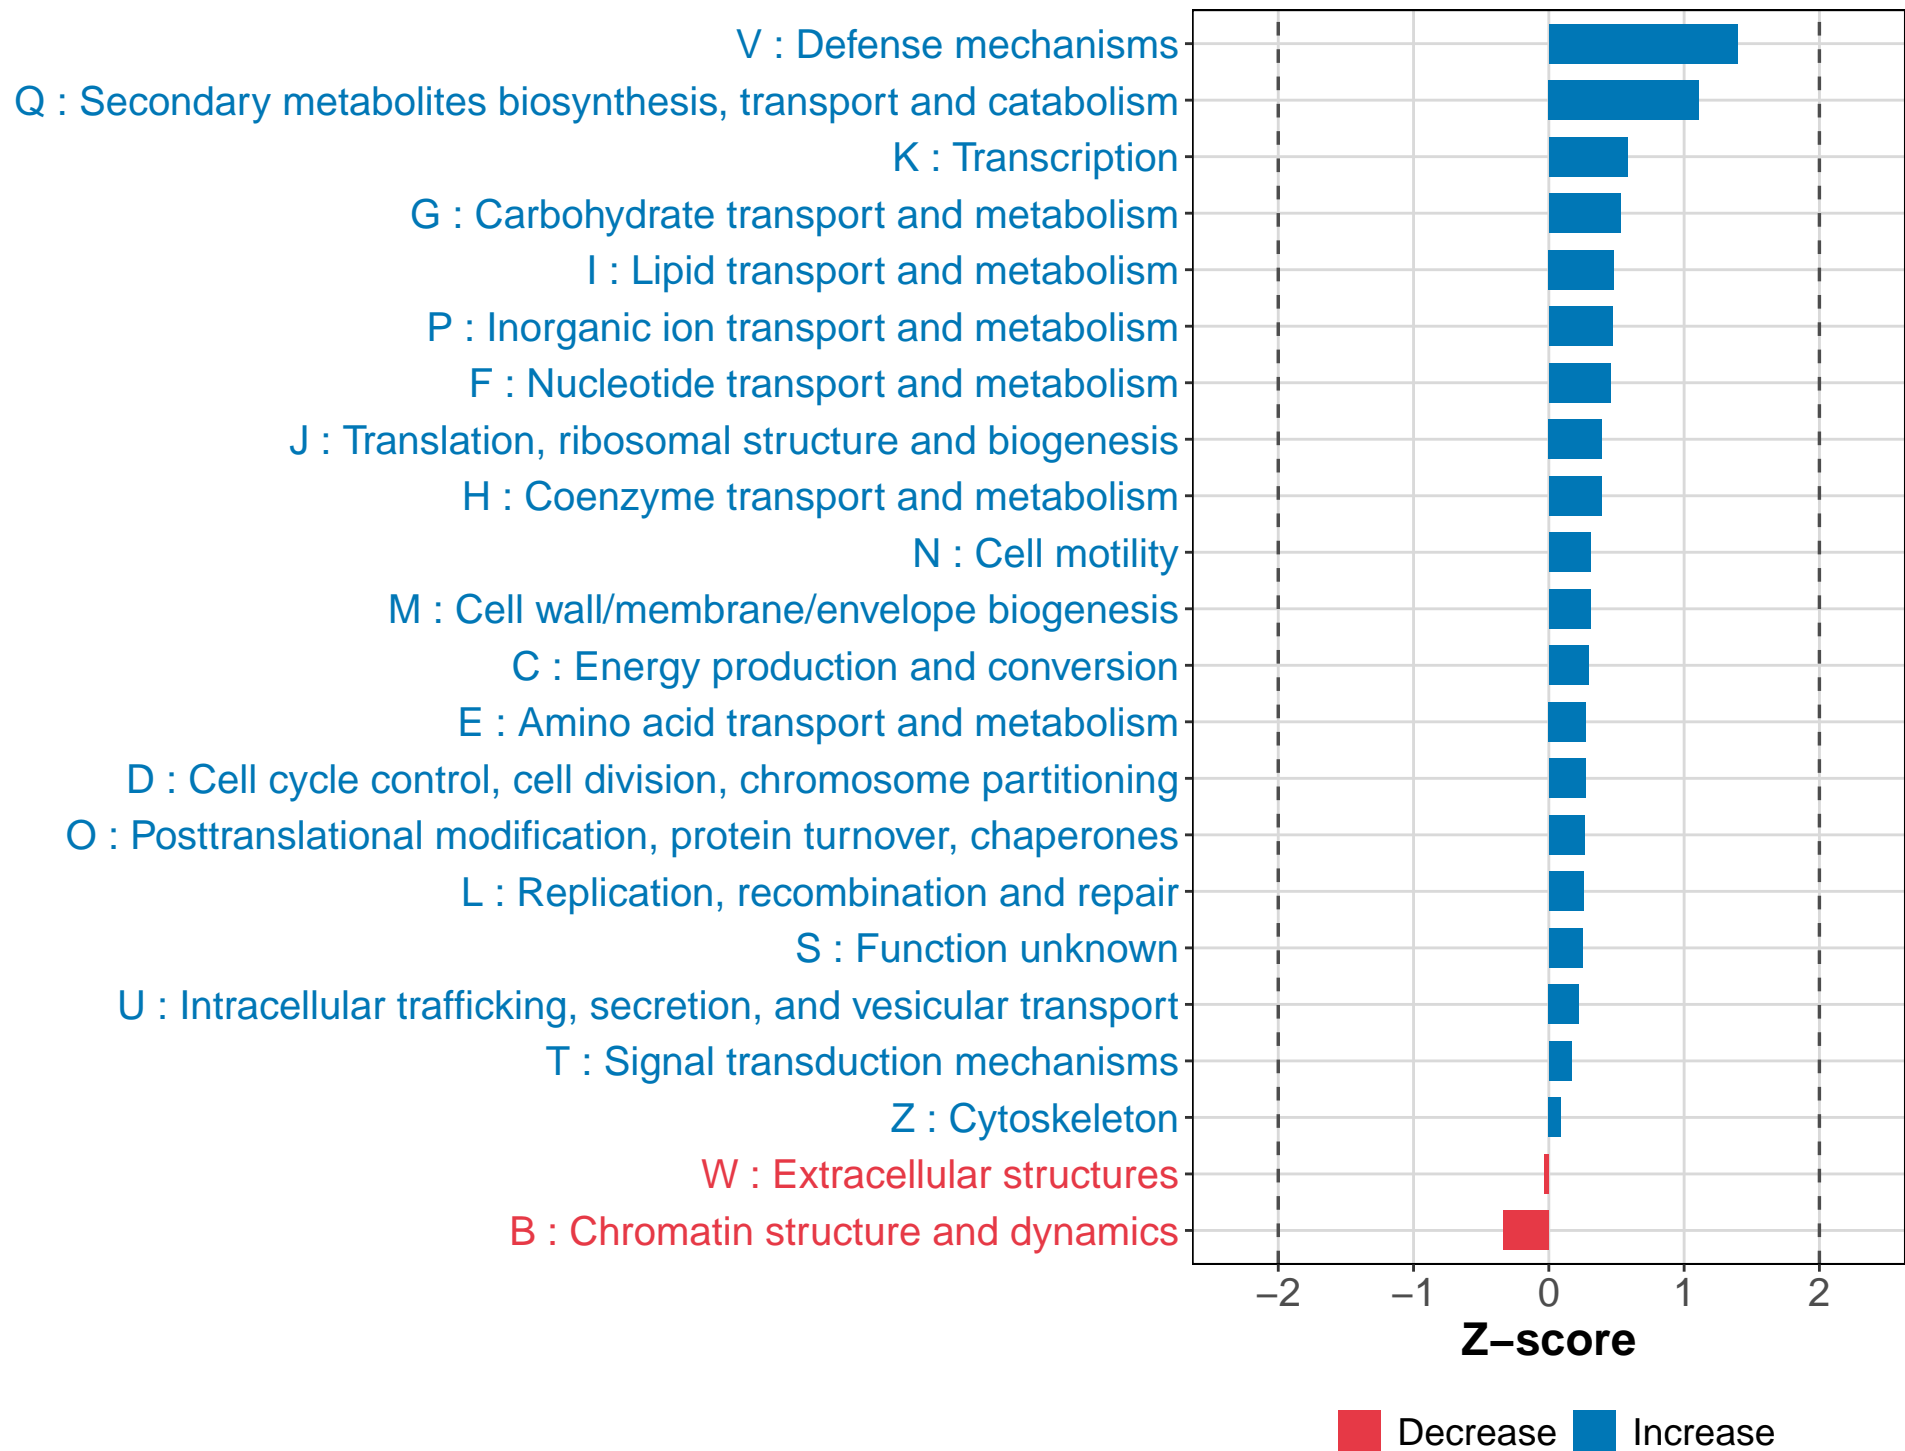 V : Defense mechanisms
Q : Secondary metabolites biosynthesis, transport and catabolism
K : Transcription
G : Carbohydrate transport and metabolism
I : Lipid transport and metabolism
P : Inorganic ion transport and metabolism
F : Nucleotide transport and metabolism
J : Translation, ribosomal structure and biogenesis
H : Coenzyme transport and metabolism
N : Cell motility
M : Cell wall/membrane/envelope biogenesis
C : Energy production and conversion
E : Amino acid transport and metabolism
D : Cell cycle control, cell division, chromosome partitioning
O : Posttranslational modification, protein turnover, chaperones
L : Replication, recombination and repair
S : Function unknown
U : Intracellular trafficking, secretion, and vesicular transport
T : Signal transduction mechanisms
Z : Cytoskeleton
W : Extracellular structures
B : Chromatin structure and dynamics
−2 −1 0 1 2
Z−score
Decrease Increase